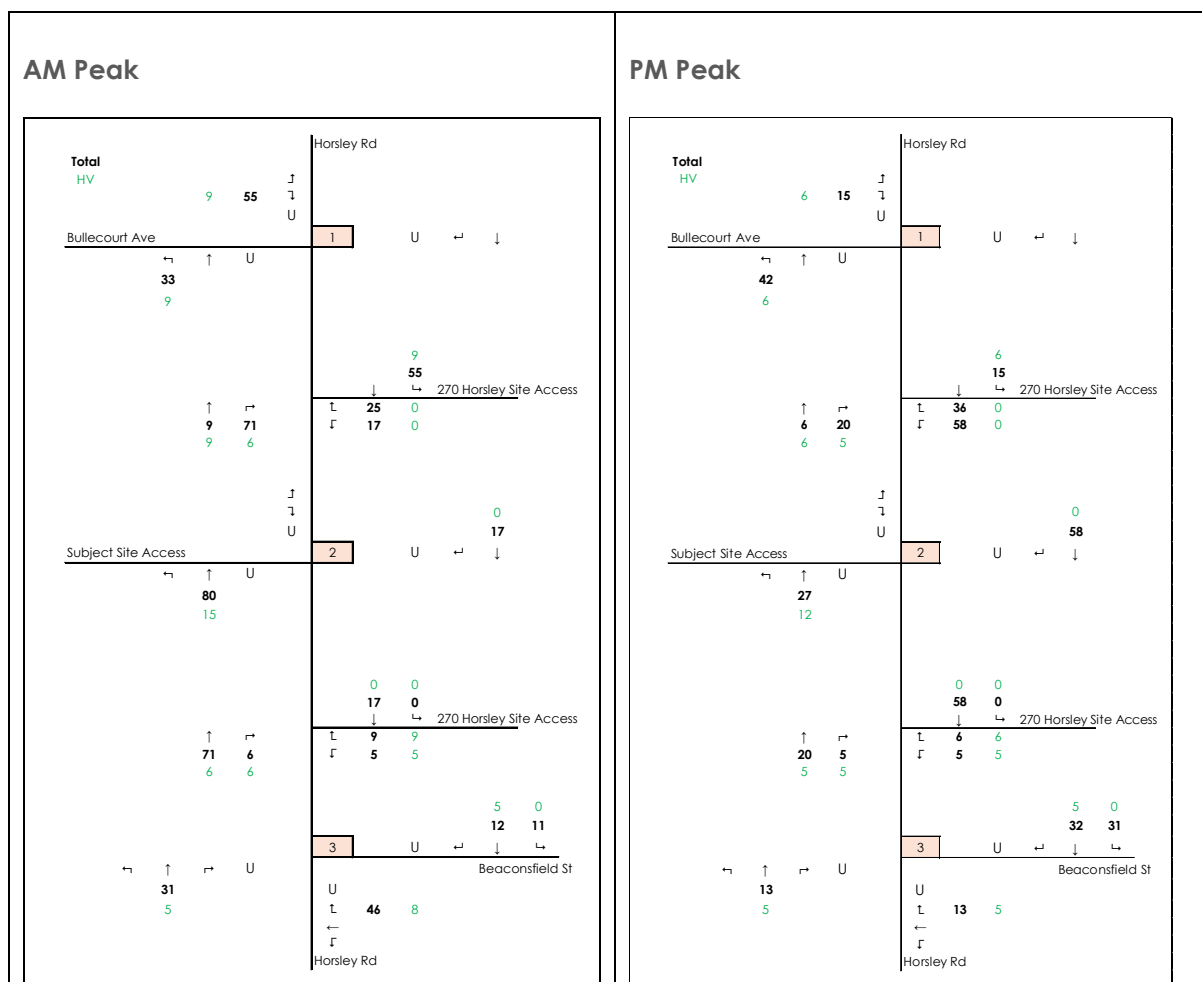 AM Peak
Horsley Rd
Total
HV
↥
9 55 ↴
U
Bullecourt Ave 1 U ↵ ↓
↰ ↑ U
33
9
9
55
↓ ↳ 270 Horsley Site Access
↑ ↱ 25 0
9 71 17 0
9 6
0
U 17
Subject Site Access 2 U ↵ ↓
↰ ↑ U
80
15
0 0
17 0
↓ ↳ 270 Horsley Site Access
↑ ↱ 9 9
71 6 5 5
6 6
5 0
12 11
3 U ↵ ↓ ↳
↰ ↑ ↱ U Beaconsfield St
31 U
5 46 8
←
Horsley Rd
PM Peak
Horsley Rd
Total
HV
6 15 ↴
U
Bullecourt Ave 1 U ↵ ↓
↰ ↑ U
42
6
6
15
↓ ↳ 270 Horsley Site Access
↑ ↱ 36 0
6 20 58 0
6 5
0
U 58
Subject Site Access 2 U ↵ ↓
↰ ↑ U
27
12
0 0
58 0
↓ ↳ 270 Horsley Site Access
↑ ↱ 6 6
20 5 5 5
5 5
5 0
32 31
3 U ↵ ↓ ↳
↰ ↑ ↱ U Beaconsfield St
13 U
5 13 5
←
Horsley Rd